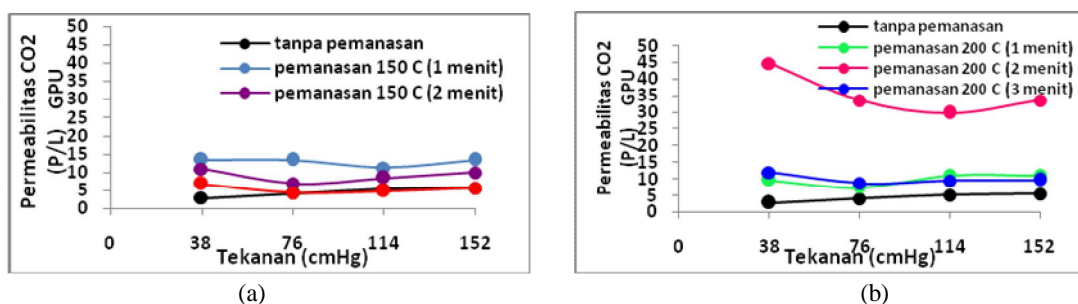 Permeabilitas CO2
(P/L) GPU
50
45
40
35
30
25
20
15
10
5
0
tanpa pemanasan
pemanasan 150 C (1 menit)
pemanasan 150 C (2 menit)
0 38 76 114 152
Tekanan (cmHg)
(a)
Permeabilitas CO2
(P/L) GPU
50
45
40
35
30
25
20
15
10
5
0
tanpa pemanasan
pemanasan 200 C (1 menit)
pemanasan 200 C (2 menit)
pemanasan 200 C (3 menit)
0 38 76 114 152
Tekanan (cmHg)
(b)